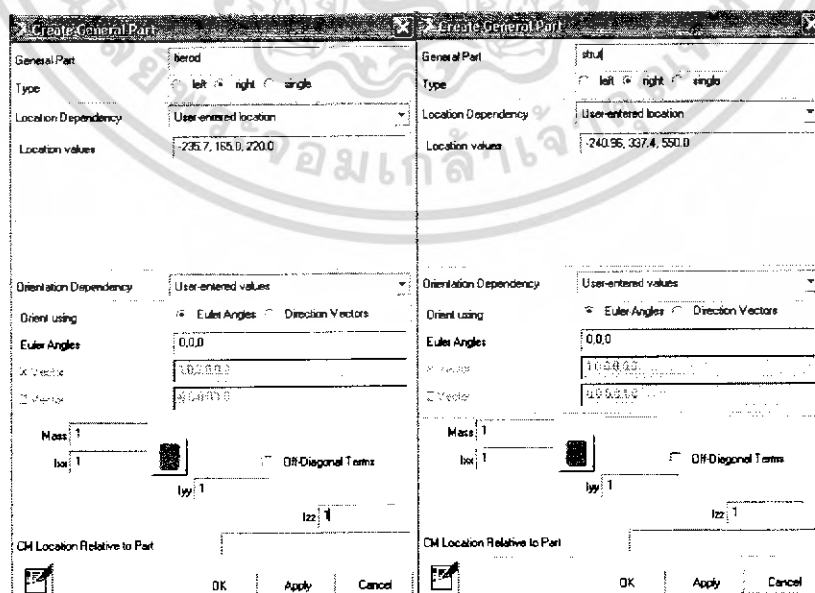 Create General Part
General Part
tierod
Type
left right single
Location Dependency
User-entered location
Location values
-235.7, 165.0, 220.0
Orientation Dependency
User-entered values
Orient using
Euler Angles Direction Vectors
Euler Angles
0,0,0
X Vector
Z Vector
Mass 1
Ixx 1
Off-Diagonal Terms
Iyy 1
Izz 1
CM Location Relative to Part
OK Apply Cancel
Create General Part
General Part
strut
Type
left right single
Location Dependency
User-entered location
Location values
-240.96, 337.4, 550.0
Orientation Dependency
User-entered values
Orient using
Euler Angles Direction Vectors
Euler Angles
0,0,0
X Vector
Z Vector
Mass 1
Ixx 1
Off-Diagonal Terms
Iyy 1
Izz 1
CM Location Relative to Part
OK Apply Cancel